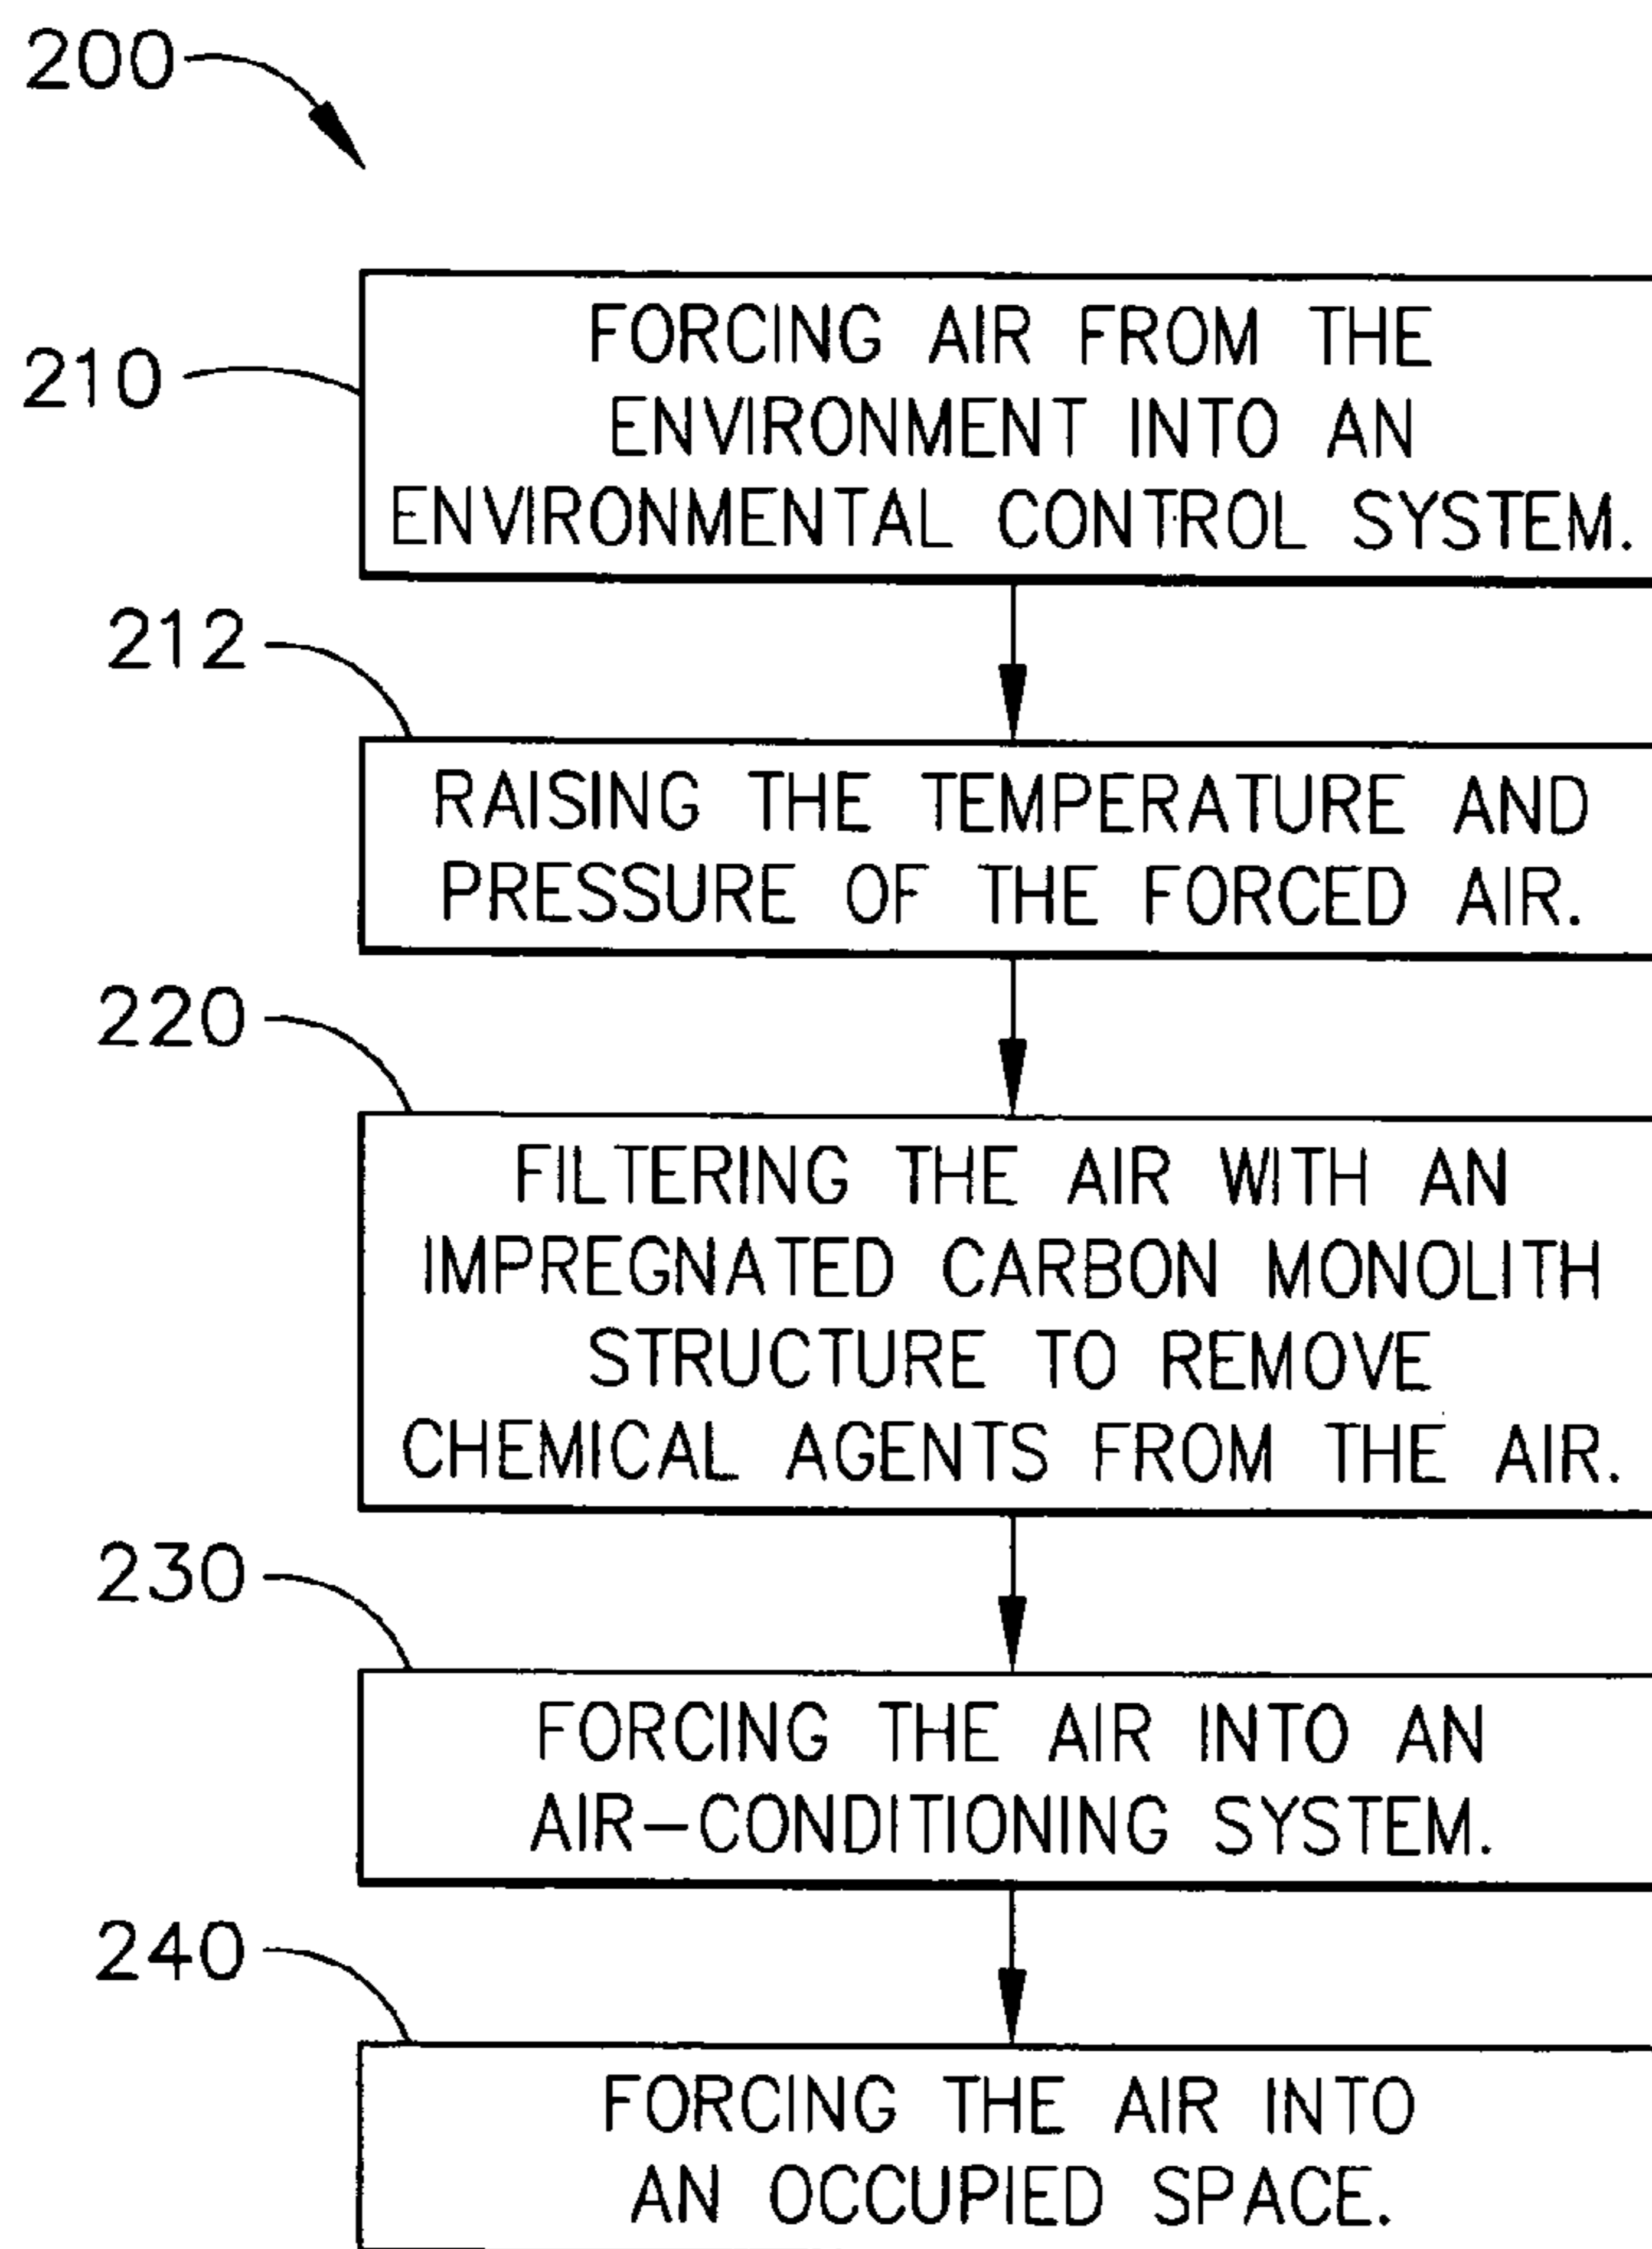 200
210
FORCING AIR FROM THE
ENVIRONMENT INTO AN
ENVIRONMENTAL CONTROL SYSTEM.
212
RAISING THE TEMPERATURE AND
PRESSURE OF THE FORCED AIR.
220
FILTERING THE AIR WITH AN
IMPREGNATED CARBON MONOLITH
STRUCTURE TO REMOVE
CHEMICAL AGENTS FROM THE AIR.
230
FORCING THE AIR INTO AN
AIR-CONDITIONING SYSTEM.
240
FORCING THE AIR INTO
AN OCCUPIED SPACE.